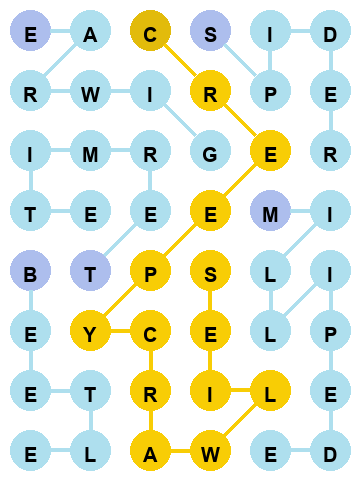 E A C S I D
R W I R P E
I M R G E R
T E E E M I
B T P S L I
E Y C E L P
E T R I L E
E L A W E D